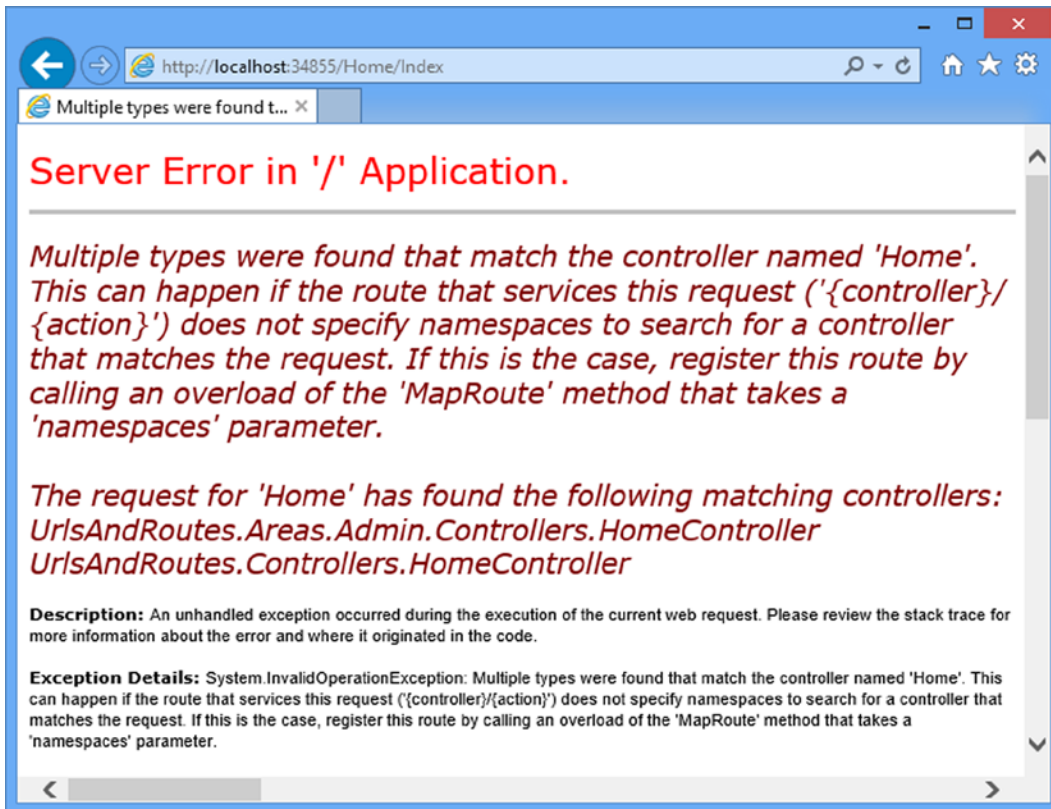 http://localhost:34855/Home/Index
Multiple types were found t...
Server Error in '/' Application.
Multiple types were found that match the controller named 'Home'.
This can happen if the route that services this request ('{controller}/
{action}') does not specify namespaces to search for a controller
that matches the request. If this is the case, register this route by
calling an overload of the 'MapRoute' method that takes a
'namespaces' parameter.
The request for 'Home' has found the following matching controllers:
UrlsAndRoutes.Areas.Admin.Controllers.HomeController
UrlsAndRoutes.Controllers.HomeController
Description: An unhandled exception occurred during the execution of the current web request. Please review the stack trace for
more information about the error and where it originated in the code.
Exception Details: System.InvalidOperationException: Multiple types were found that match the controller named 'Home'. This
can happen if the route that services this request ('{controller}/{action}') does not specify namespaces to search for a controller that
matches the request. If this is the case, register this route by calling an overload of the 'MapRoute' method that takes a
'namespaces' parameter.